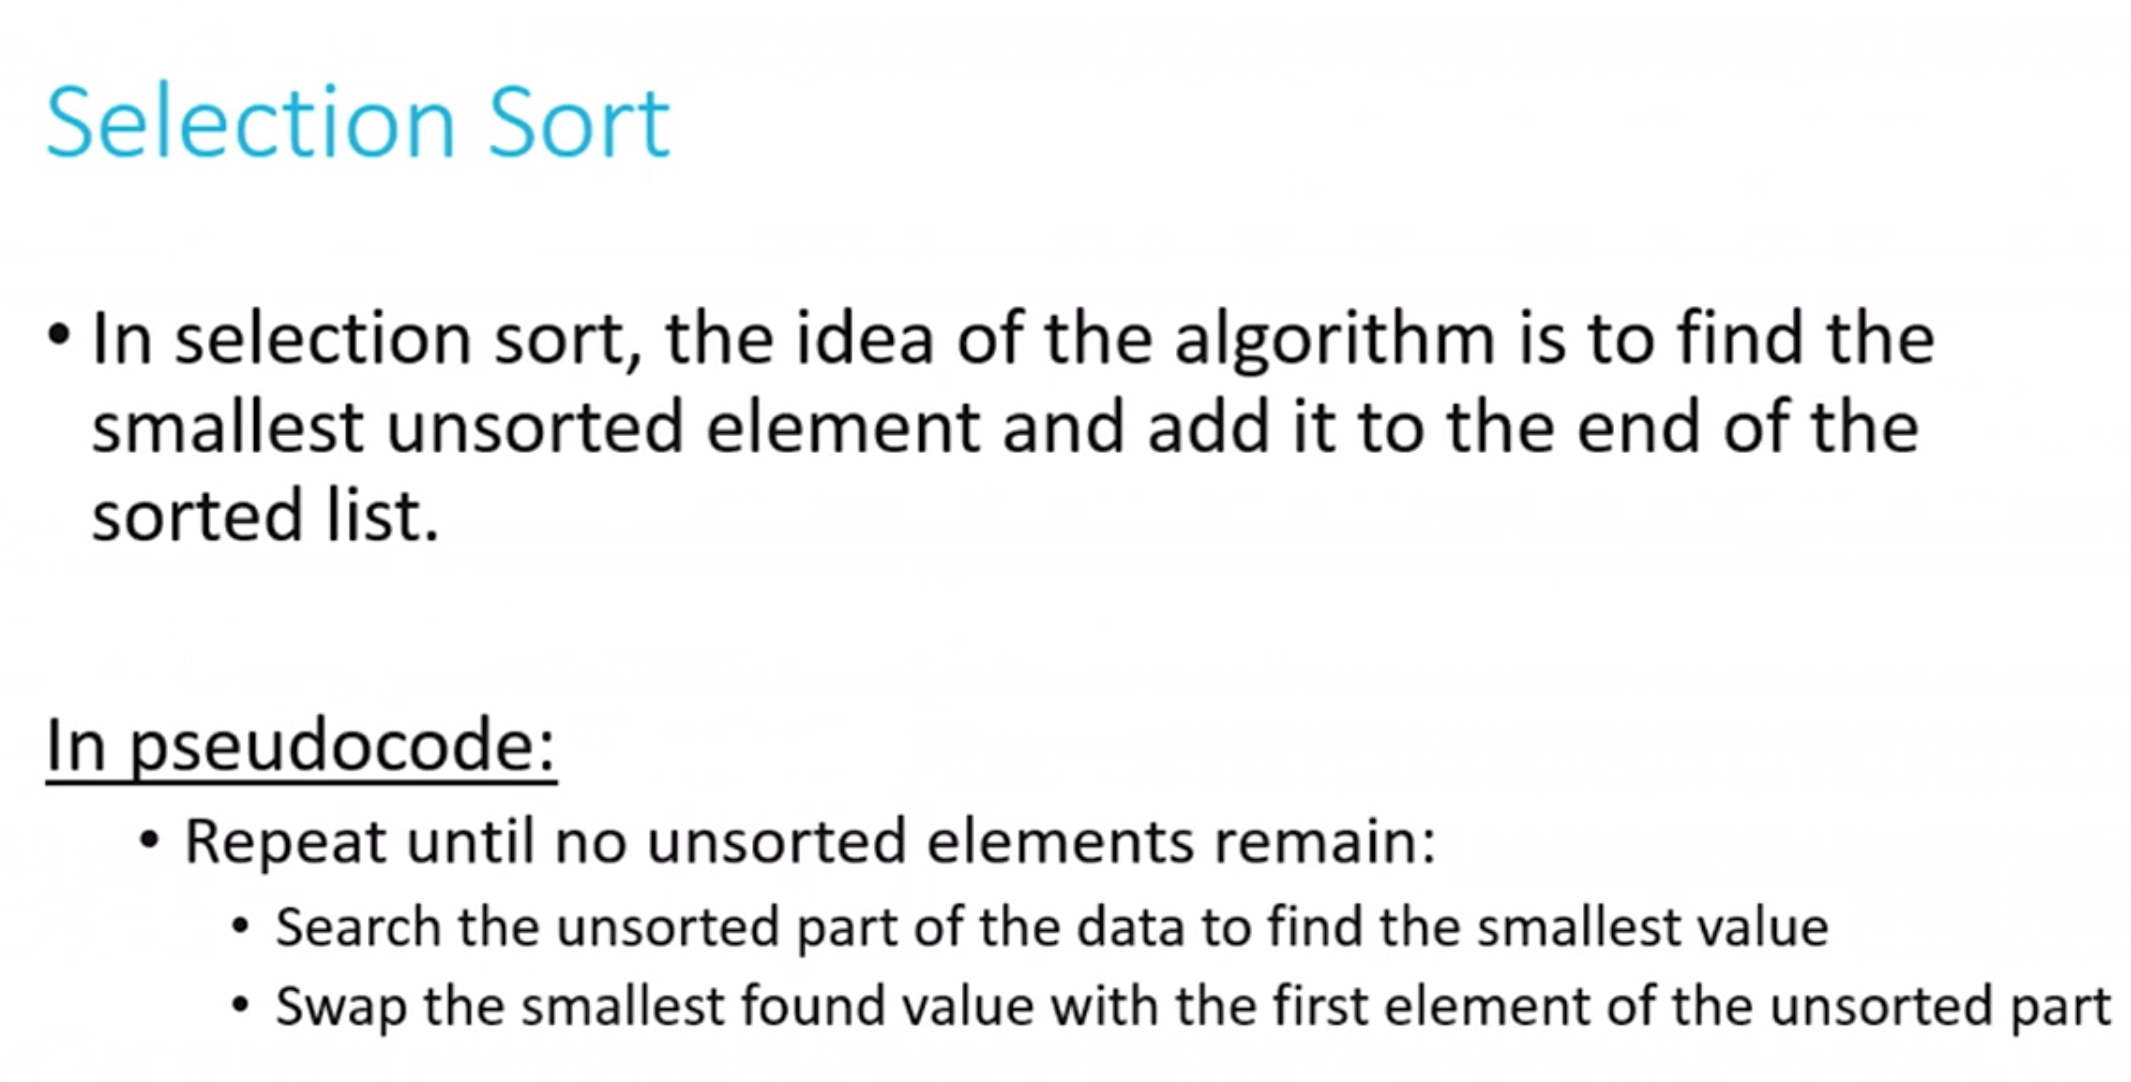 Selection Sort
• In selection sort, the idea of the algorithm is to find the
smallest unsorted element and add it to the end of the
sorted list.
In pseudocode:
• Repeat until no unsorted elements remain:
• Search the unsorted part of the data to find the smallest value
• Swap the smallest found value with the first element of the unsorted part